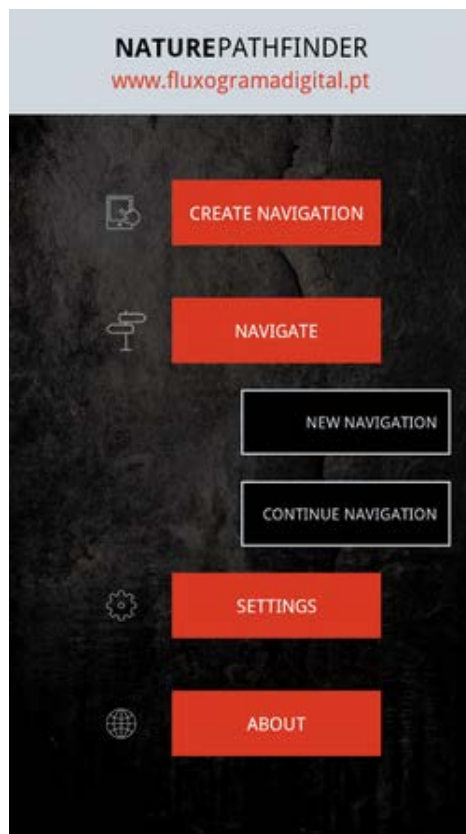 NATUREPATHFINDER
www.fluxogramadigital.pt
CREATE NAVIGATION
NAVIGATE
NEW NAVIGATION
CONTINUE NAVIGATION
SETTINGS
ABOUT